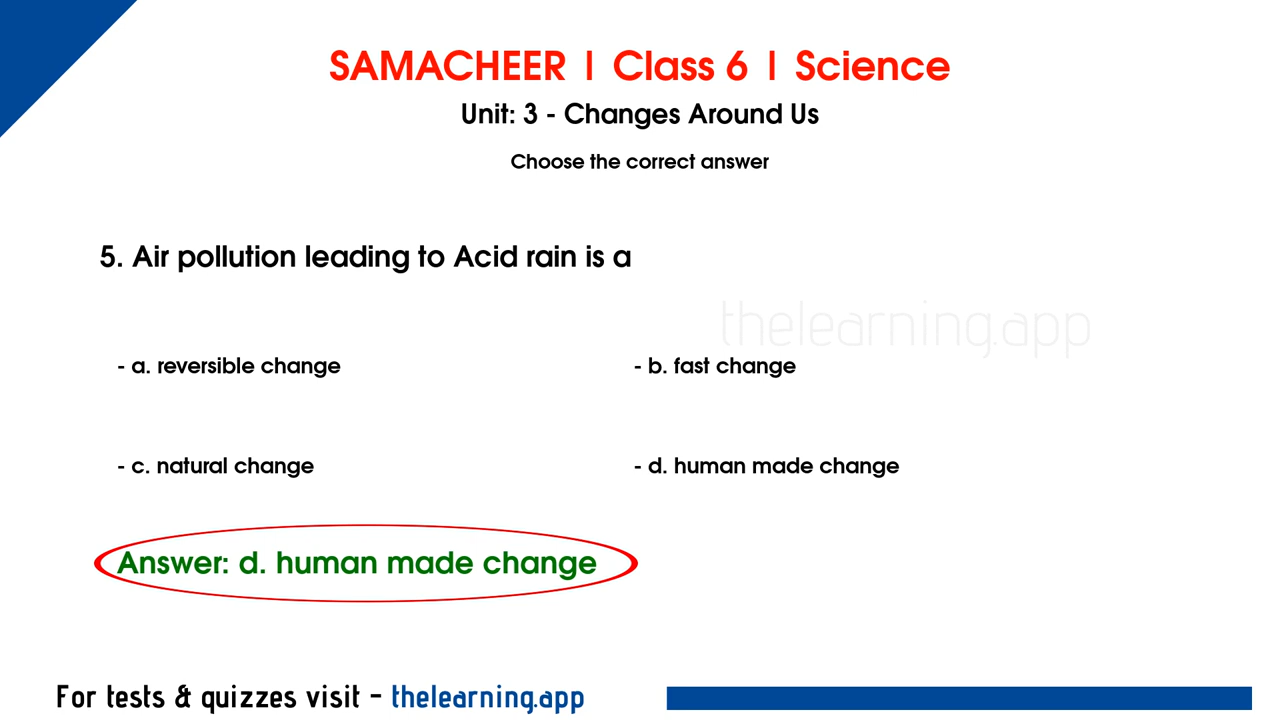 SAMACHEER | Class 6 | Science
Unit: 3 - Changes Around Us
Choose the correct answer
5. Air pollution leading to Acid rain is a
thelearning.app
- a. reversible change
- b. fast change
- c. natural change
- d. human made change
Answer: d. human made change
For tests & quizzes visit - thelearning.app